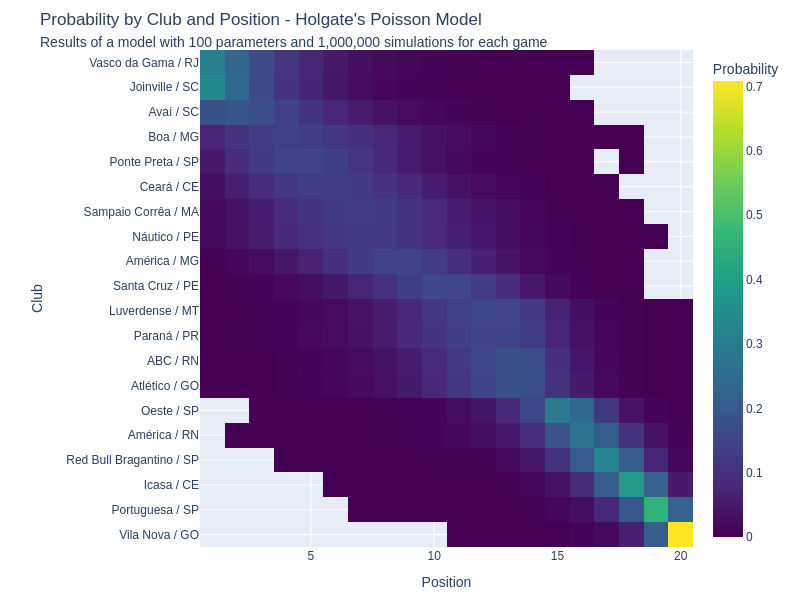 Probability by Club and Position - Holgate's Poisson Model
Results of a model with 100 parameters and 1,000,000 simulations for each game
Probability
Club
Vasco da Gama / RJ
Joinville / SC
Avaí / SC
Boa / MG
Ponte Preta / SP
Ceará / CE
Sampaio Corrêa / MA
Náutico / PE
América / MG
Santa Cruz / PE
Luverdense / MT
Paraná / PR
ABC / RN
Atlético / GO
Oeste / SP
América / RN
Red Bull Bragantino / SP
Icasa / CE
Portuguesa / SP
Vila Nova / GO
0.7
0.6
0.5
0.4
0.3
0.2
0.1
0
5 10 15 20
Position